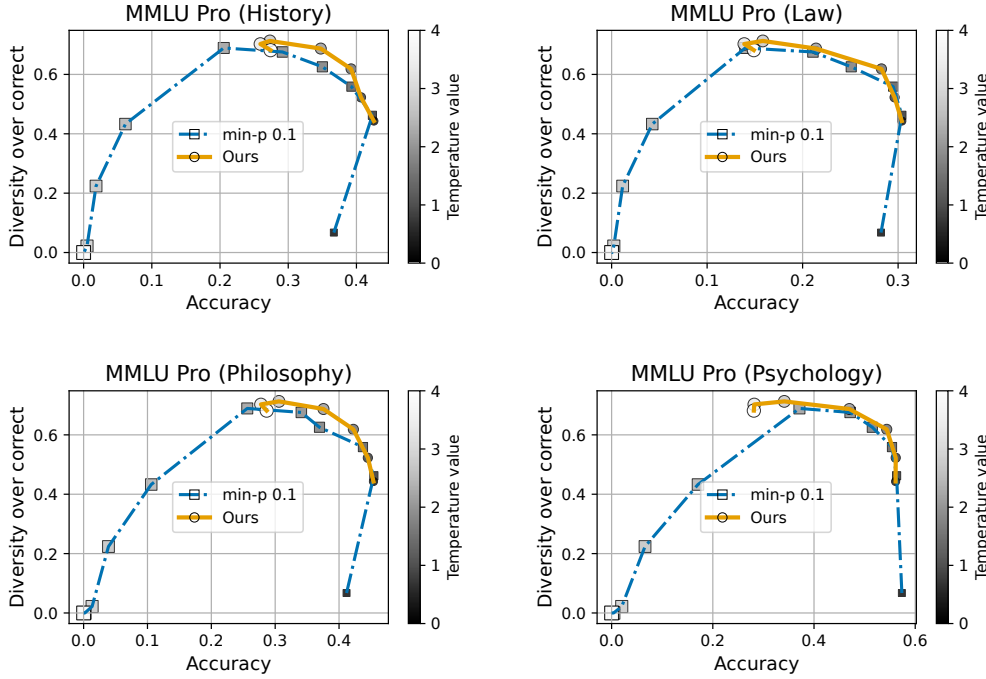 MMLU Pro (History)
Diversity over correct
0.6
0.4
0.2
0.0
min-p 0.1
Ours
0.0 0.1 0.2 0.3 0.4
Accuracy
4
3
2
1
0
Temperature value
MMLU Pro (Law)
Diversity over correct
0.6
0.4
0.2
0.0
min-p 0.1
Ours
0.0 0.1 0.2 0.3
Accuracy
4
3
2
1
0
Temperature value
MMLU Pro (Philosophy)
Diversity over correct
0.6
0.4
0.2
0.0
min-p 0.1
Ours
0.0 0.1 0.2 0.3 0.4
Accuracy
4
3
2
1
0
Temperature value
MMLU Pro (Psychology)
Diversity over correct
0.6
0.4
0.2
0.0
min-p 0.1
Ours
0.0 0.2 0.4 0.6
Accuracy
4
3
2
1
0
Temperature value